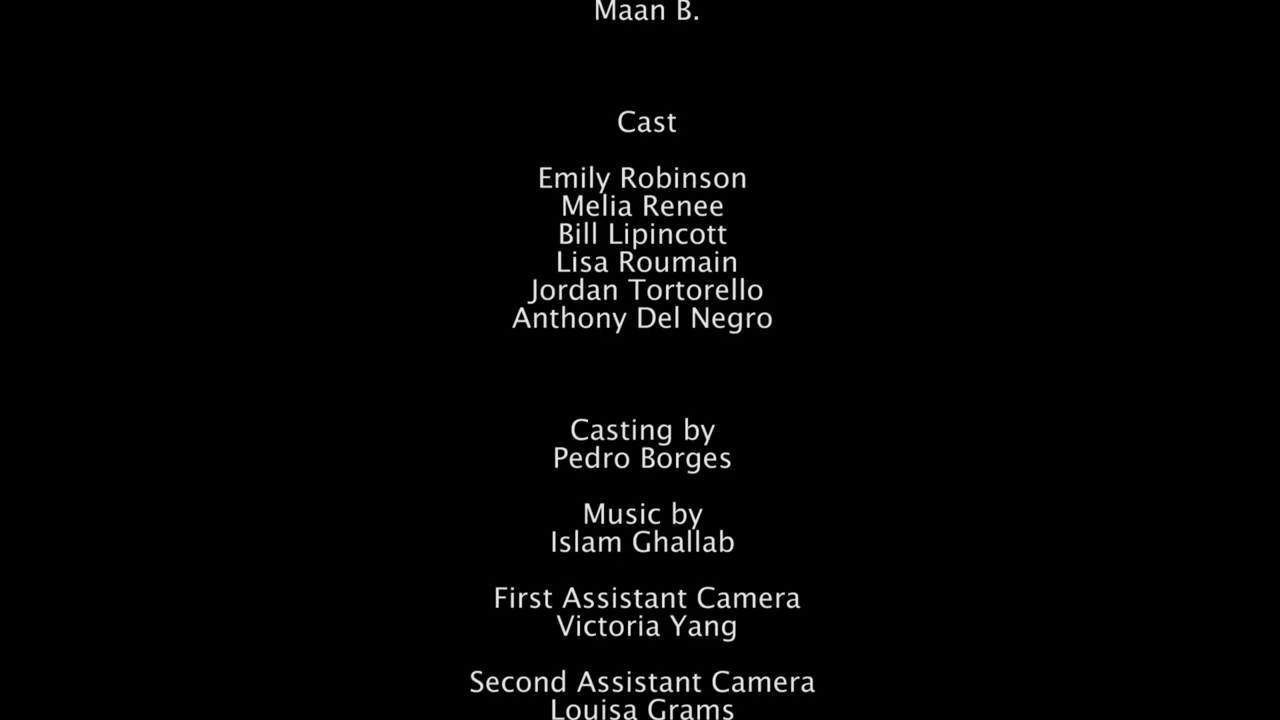 Maan B.
Cast
Emily Robinson
Melia Renee
Bill Lipincott
Lisa Roumain
Jordan Tortorello
Anthony Del Negro
Casting by
Pedro Borges
Music by
Islam Ghallab
First Assistant Camera
Victoria Yang
Second Assistant Camera
Louisa Grams